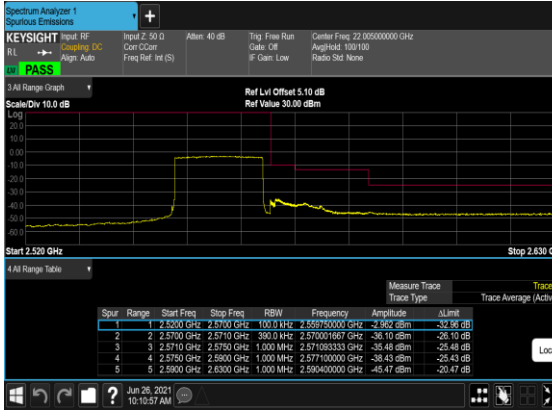 Spectrum Analyzer 1
Spurious Emissions
+
KEYSIGHT Input: RF Input Z: 50 Ω Atten: 40 dB Trig: Free Run Center Freq: 22.005000000 GHz
RL Coupling: DC Corr CCorr Gate: Off Avg|Hold: 100/100
Align: Auto Freq Ref: Int (S) IF Gain: Low Radio Std: None
PASS
3 All Range Graph Ref Lvl Offset 5.10 dB
Scale/Div 10.0 dB Ref Value 30.00 dBm
Log
20.0
10.0
0.00
-10.0
-20.0
-30.0
-40.0
-50.0
-60.0
Start 2.520 GHz Stop 2.630 G
4 All Range Table
Measure Trace Trace
Trace Type Trace Average (Activ
Spur Range Start Freq Stop Freq RBW Frequency Amplitude ΔLimit
1 1 2.5200 GHz 2.5700 GHz 100.0 kHz 2.559750000 GHz -2.962 dBm -32.96 dB
2 2 2.5700 GHz 2.5710 GHz 390.0 kHz 2.570001667 GHz -36.10 dBm -26.10 dB
3 3 2.5710 GHz 2.5750 GHz 1.000 MHz 2.571093333 GHz -35.48 dBm -25.48 dB
4 4 2.5750 GHz 2.5900 GHz 1.000 MHz 2.577100000 GHz -38.43 dBm -25.43 dB
5 5 2.5900 GHz 2.6300 GHz 1.000 MHz 2.590400000 GHz -45.47 dBm -20.47 dB
Loc
?
Jun 26, 2021
10:10:57 AM